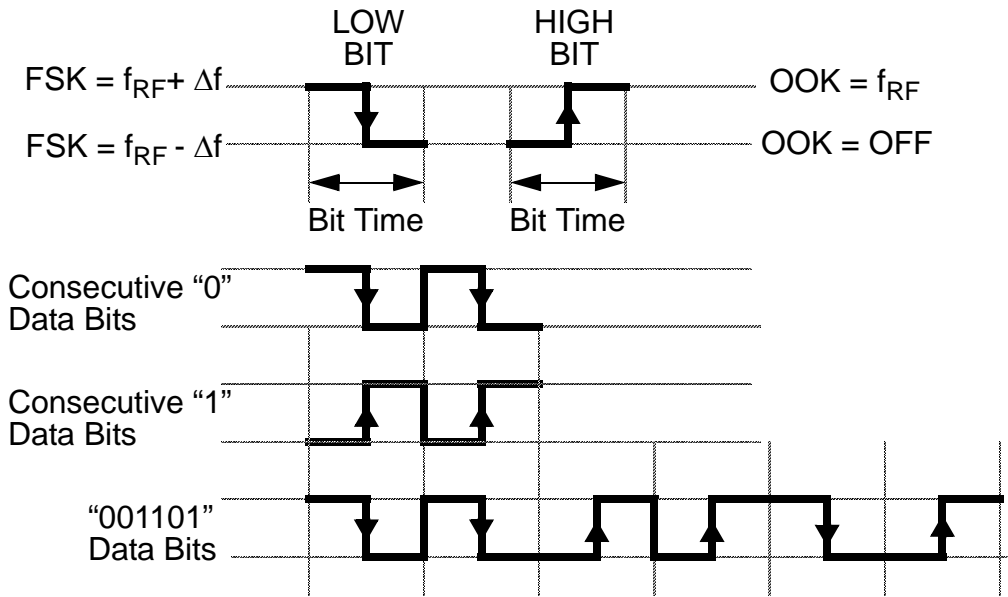 LOW
BIT
HIGH
BIT
FSK = fRF+ Δf
OOK = fRF
FSK = fRF - Δf
OOK = OFF
Bit Time
Bit Time
Consecutive “0”
Data Bits
Consecutive “1”
Data Bits
“001101”
Data Bits